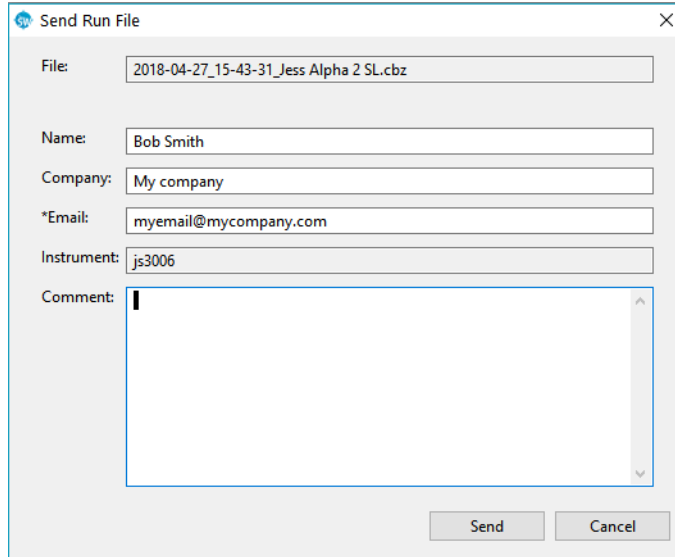 SW Send Run File
File: 2018-04-27_15-43-31_Jess Alpha 2 SL.cbz
Name: Bob Smith
Company: My company
*Email: myemail@mycompany.com
Instrument: js3006
Comment:
Send Cancel